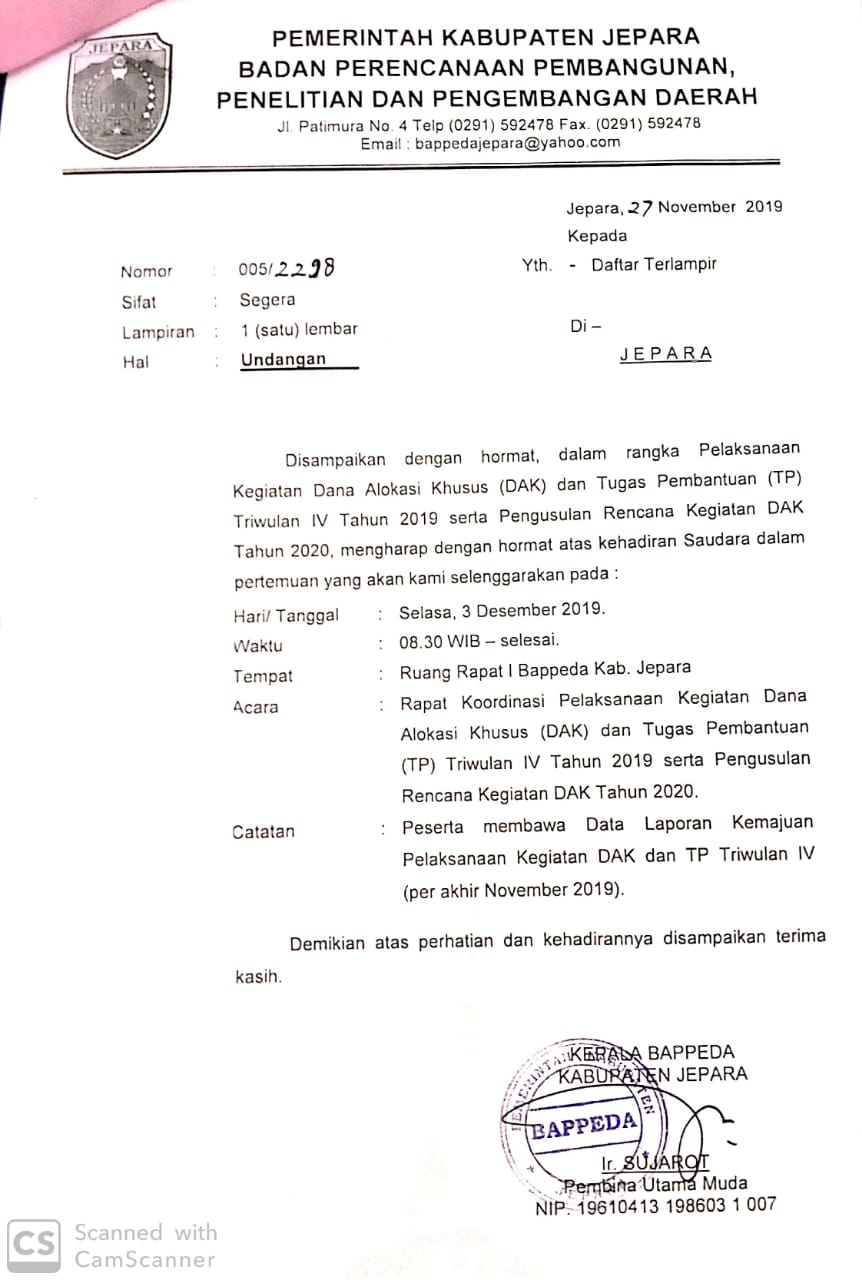 JEPARA
PEMERINTAH KABUPATEN JEPARA
BADAN PERENCANAAN PEMBANGUNAN,
PENELITIAN DAN PENGEMBANGAN DAERAH
Jl. Patimura No. 4 Telp (0291) 592478 Fax. (0291) 592478
Email : bappedajepara@yahoo.com
Jepara, 27 November 2019
Kepada
Yth. - Daftar Terlampir
Di –
JEPARA
Nomor : 005/2298
Sifat : Segera
Lampiran : 1 (satu) lembar
Hal : Undangan
Disampaikan dengan hormat, dalam rangka Pelaksanaan
Kegiatan Dana Alokasi Khusus (DAK) dan Tugas Pembantuan (TP)
Triwulan IV Tahun 2019 serta Pengusulan Rencana Kegiatan DAK
Tahun 2020, mengharap dengan hormat atas kehadiran Saudara dalam
pertemuan yang akan kami selenggarakan pada :
Hari/ Tanggal : Selasa, 3 Desember 2019.
Waktu : 08.30 WIB – selesai.
Tempat : Ruang Rapat I Bappeda Kab. Jepara
Acara : Rapat Koordinasi Pelaksanaan Kegiatan Dana
Alokasi Khusus (DAK) dan Tugas Pembantuan
(TP) Triwulan IV Tahun 2019 serta Pengusulan
Rencana Kegiatan DAK Tahun 2020.
Catatan : Peserta membawa Data Laporan Kemajuan
Pelaksanaan Kegiatan DAK dan TP Triwulan IV
(per akhir November 2019).
Demikian atas perhatian dan kehadirannya disampaikan terima
kasih.
KEPALA BAPPEDA
KABUPATEN JEPARA
PEMERINTAH KABUPATEN
BAPPEDA
JEPARA
Ir. SUJAROT
Pembina Utama Muda
NIP. 19610413 198603 1 007
CS Scanned with
CamScanner